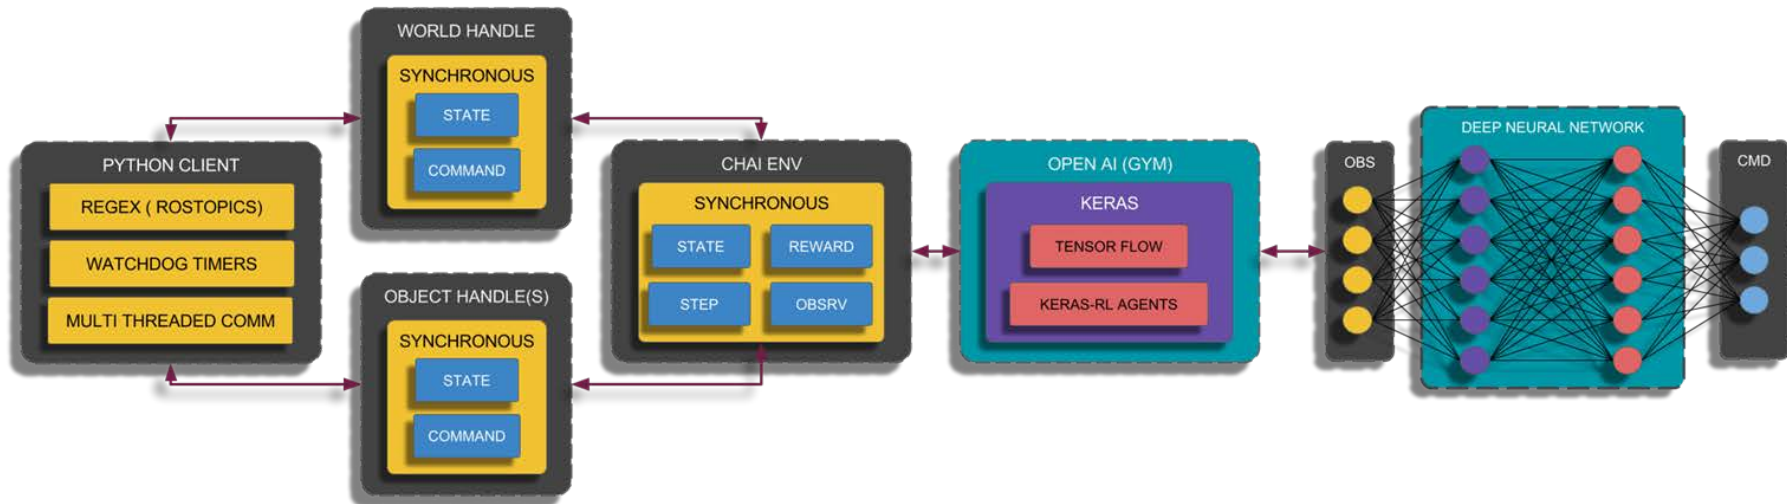 PYTHON CLIENT
REGEX ( ROSTOPICS)
WATCHDOG TIMERS
MULTI THREADED COMM
WORLD HANDLE
SYNCHRONOUS
STATE
COMMAND
OBJECT HANDLE(S)
SYNCHRONOUS
STATE
COMMAND
CHAI ENV
SYNCHRONOUS
STATE
REWARD
STEP
OBSRV
OPEN AI (GYM)
KERAS
TENSOR FLOW
KERAS-RL AGENTS
OBS
DEEP NEURAL NETWORK
CMD